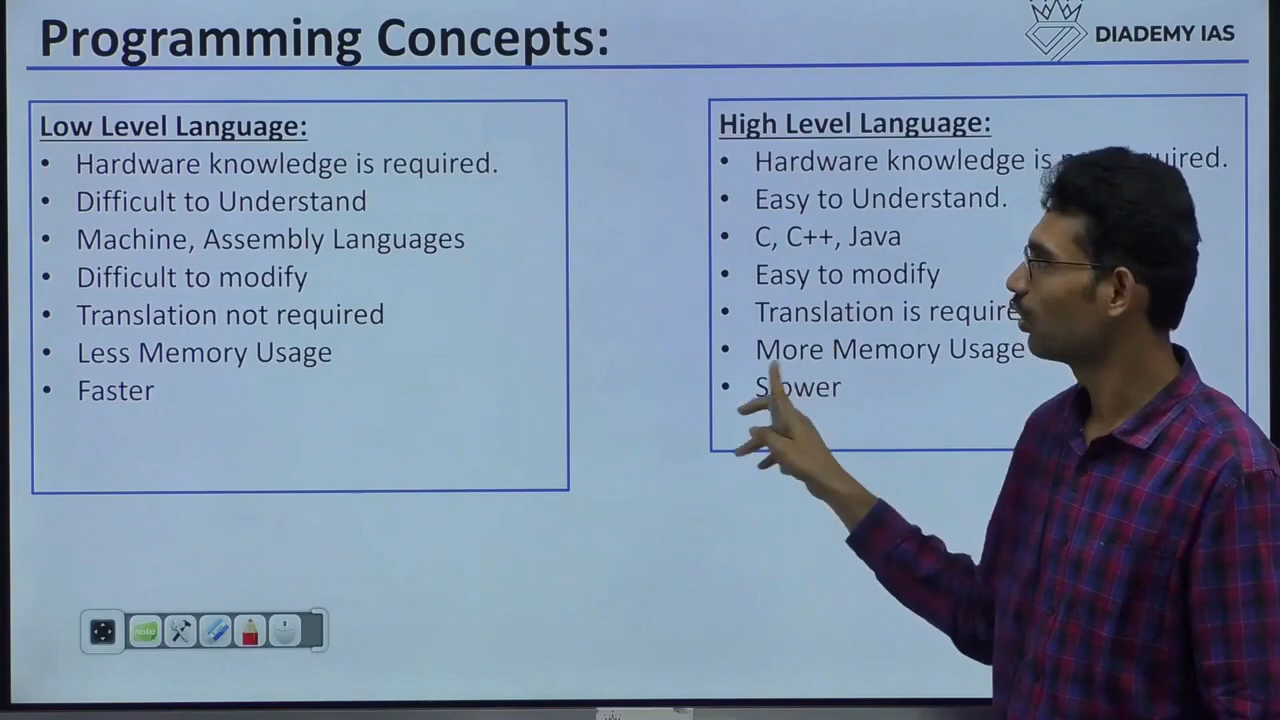 Programming Concepts:
DIADEMY IAS
Low Level Language:
• Hardware knowledge is required.
• Difficult to Understand
• Machine, Assembly Languages
• Difficult to modify
• Translation not required
• Less Memory Usage
• Faster
High Level Language:
• Hardware knowledge is
• Easy to Understand.
• C, C++, Java
• Easy to modify
• Translation is
• More Memory Usage
• Slower
Note